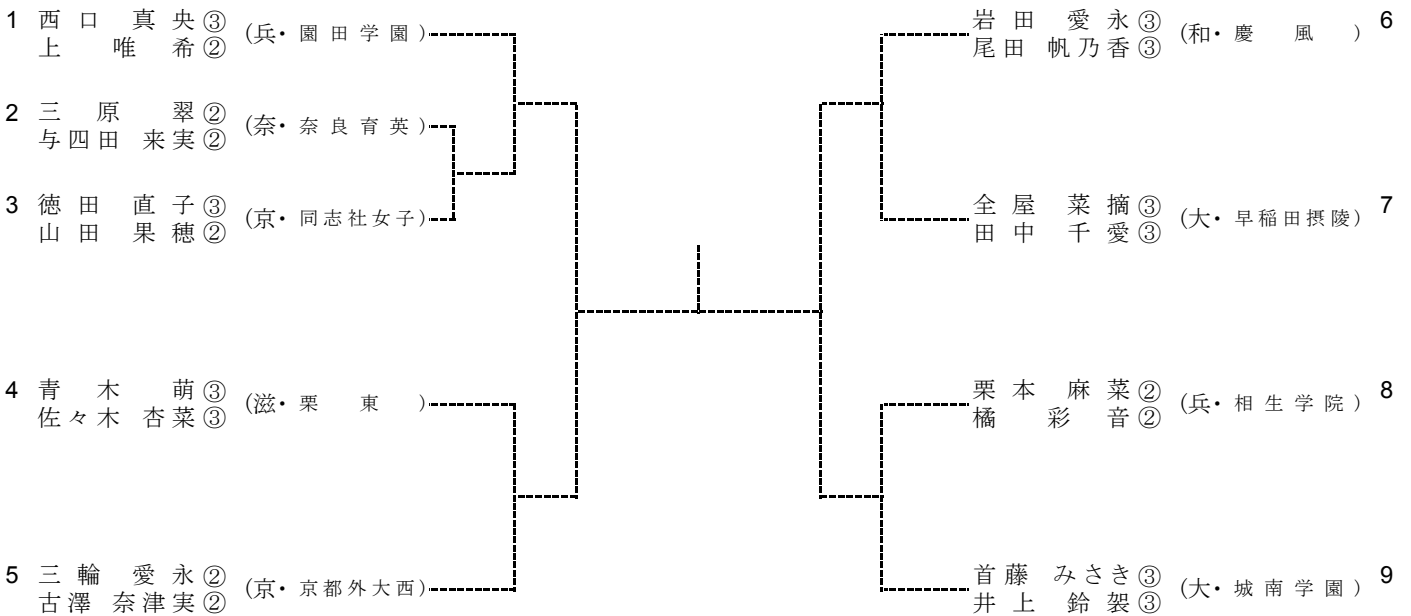 1 西口 真央③ (兵・園田学園)
上 唯希②
2 三原 翠② (奈・奈良育英)
与四田 来実②
3 徳田 直子③ (京・同志社女子)
山田 果穂②
4 青木 萌③ (滋・栗東)
佐々木 杏菜③
5 三輪 愛永② (京・京都外大西)
古澤 奈津実②
岩田 愛永③ (和・慶風) 6
尾田 帆乃香③
全屋 菜摘③ (大・早稲田摂陵) 7
田中 千愛③
栗本 麻菜② (兵・相生学院) 8
橘 彩音②
首藤 みさき③ (大・城南学園) 9
井上 鈴袈③